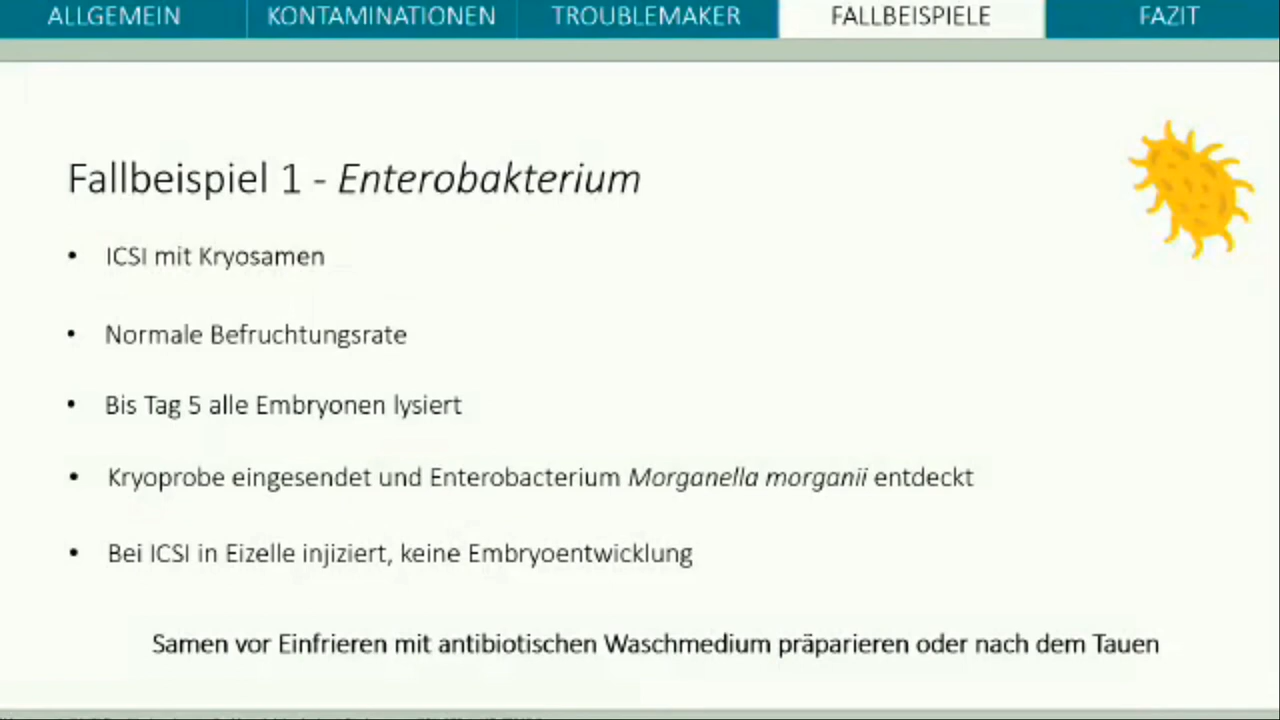 ALLGEMEIN KONTAMINATIONEN TROUBLEMAKER FALLBEISPIELE FAZIT
Fallbeispiel 1 - Enterobakterium
• ICSI mit Kryosamen
• Normale Befruchtungsrate
• Bis Tag 5 alle Embryonen lysiert
• Kryoprobe eingesendet und Enterobacterium Morganella morganii entdeckt
• Bei ICSI in Eizelle injiziert, keine Embryoentwicklung
Samen vor Einfrieren mit antibiotischen Waschmedium präparieren oder nach dem Tauen